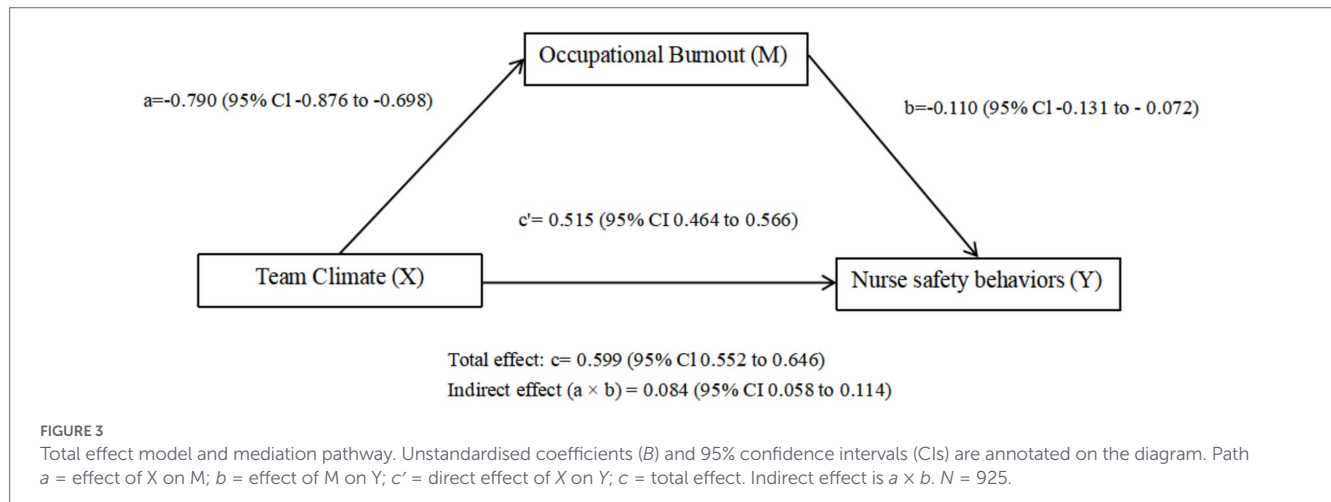 Occupational Burnout (M)
a=-0.790 (95% Cl -0.876 to -0.698)
b=-0.110 (95% Cl -0.131 to - 0.072)
c'= 0.515 (95% CI 0.464 to 0.566)
Team Climate (X)
Nurse safety behaviors (Y)
Total effect: c= 0.599 (95% Cl 0.552 to 0.646)
Indirect effect (a × b) = 0.084 (95% CI 0.058 to 0.114)
FIGURE 3
Total effect model and mediation pathway. Unstandardised coefficients (B) and 95% confidence intervals (CIs) are annotated on the diagram. Path
a = effect of X on M; b = effect of M on Y; c′ = direct effect of X on Y; c = total effect. Indirect effect is a × b. N = 925.